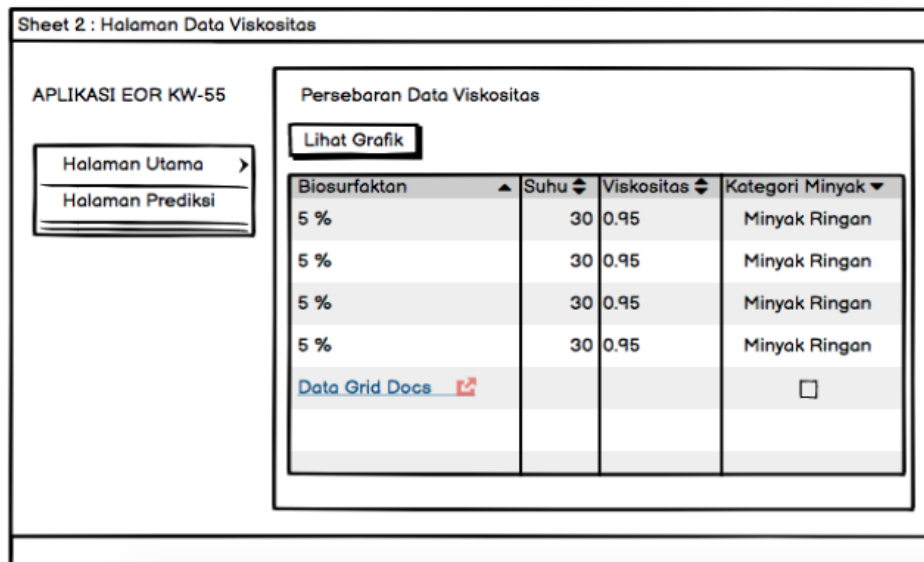 Sheet 2 : Halaman Data Viskositas
APLIKASI EOR KW-55
Halaman Utama
Halaman Prediksi
Persebaran Data Viskositas
Lihat Grafik
Biosurfaktan Suhu Viskositas Kategori Minyak
5 % 30 0.95 Minyak Ringan
5 % 30 0.95 Minyak Ringan
5 % 30 0.95 Minyak Ringan
5 % 30 0.95 Minyak Ringan
Data Grid Docs